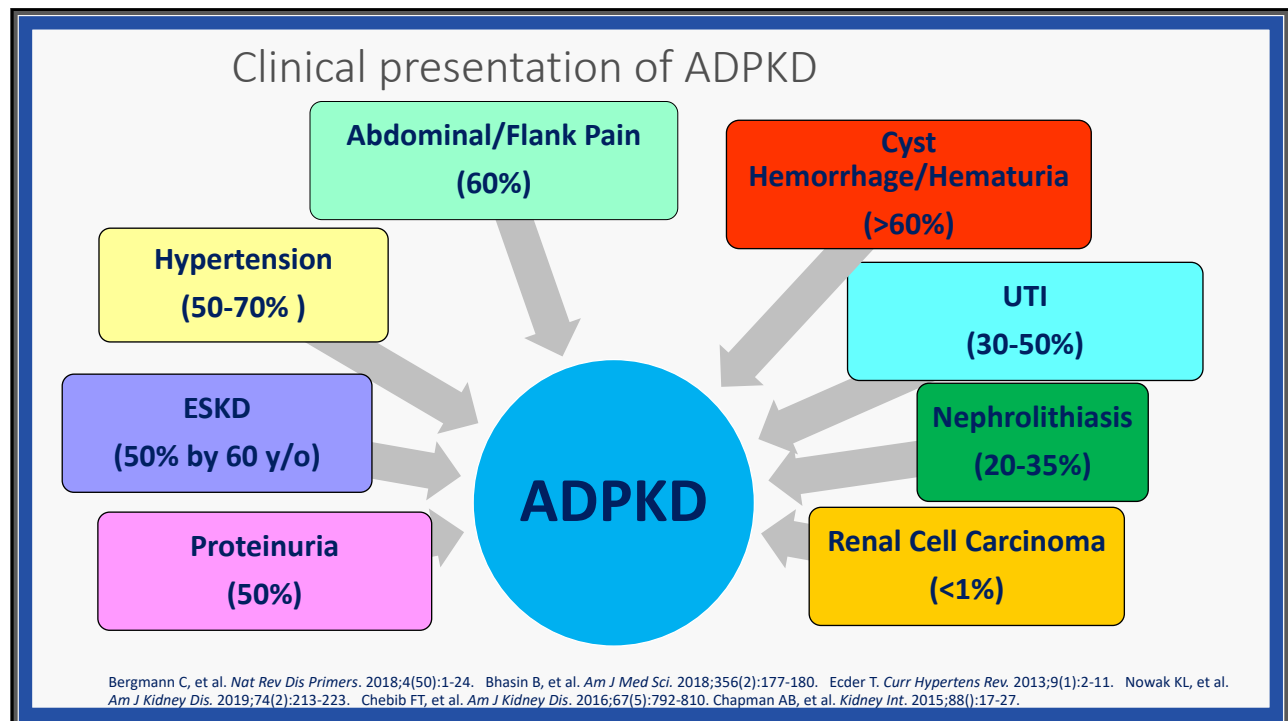 Clinical presentation of ADPKD
Abdominal/Flank Pain
(60%)
Cyst
Hemorrhage/Hematuria
(>60%)
Hypertension
(50-70% )
UTI
(30-50%)
ESKD
(50% by 60 y/o)
Nephrolithiasis
(20-35%)
ADPKD
Proteinuria
(50%)
Renal Cell Carcinoma
(<1%)
Bergmann C, et al. Nat Rev Dis Primers. 2018;4(50):1-24. Bhasin B, et al. Am J Med Sci. 2018;356(2):177-180. Ecder T. Curr Hypertens Rev. 2013;9(1):2-11. Nowak KL, et al.
Am J Kidney Dis. 2019;74(2):213-223. Chebib FT, et al. Am J Kidney Dis. 2016;67(5):792-810. Chapman AB, et al. Kidney Int. 2015;88():17-27.